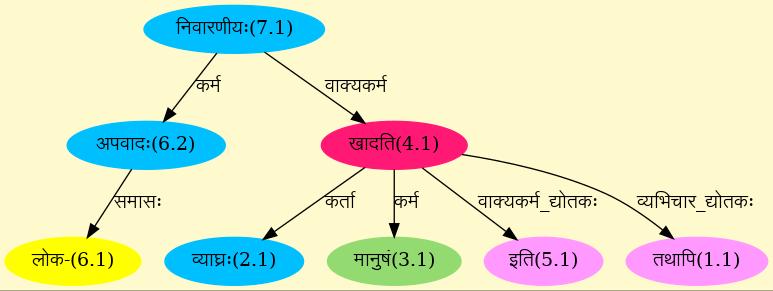 निवारणीयः(7.1)
कर्म
वाक्यकर्म
अपवादः(6.2)
खादति(4.1)
समासः
कर्ता
कर्म
वाक्यकर्म_द्योतकः
व्यभिचार_द्योतकः
लोक-(6.1)
व्याघ्रः(2.1)
मानुषं(3.1)
इति(5.1)
तथापि(1.1)